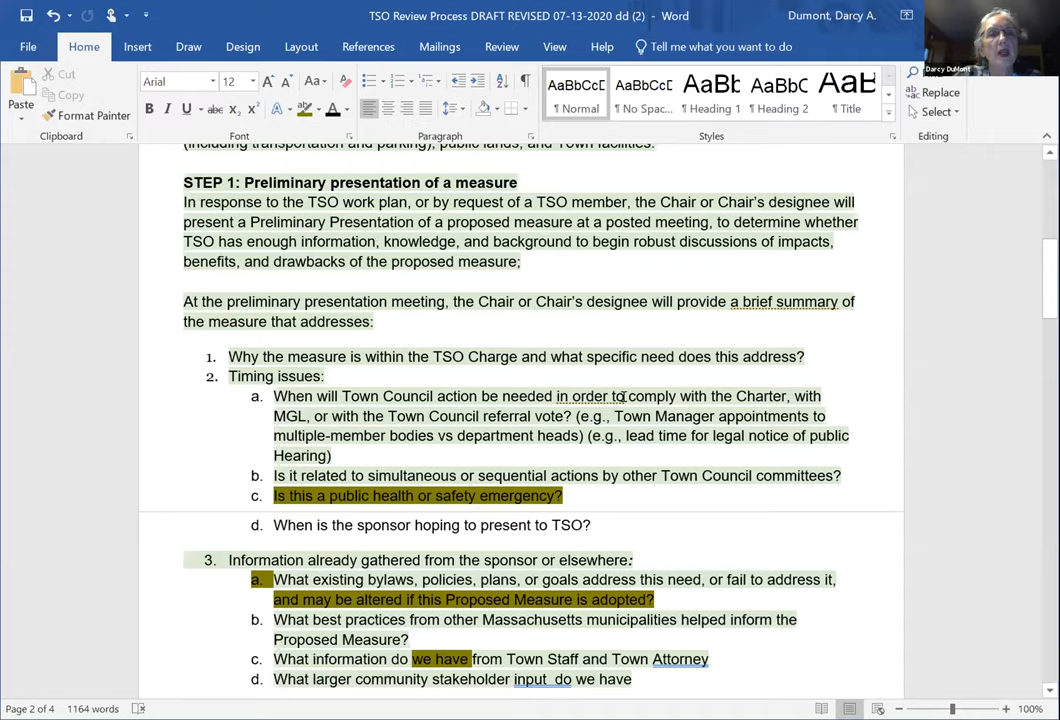 TSO Review Process DRAFT REVISED 07-13-2020 dd (2) - Word
Dumont, Darcy A.
File Home Insert Draw Design Layout References Mailings Review View Help Tell me what you want to do
Darcy DuMont
Paste
Cut
Copy
Format Painter
Clipboard
Arial 12
Font
Paragraph
AaBbCcD AaBbCcD AaBb( AaBbC AaB
¶ Normal ¶ No Spac... ¶ Heading 1 ¶ Heading 2 ¶ Title
Styles
Replace
Select
Editing
(including transportation and parking), public lands, and Town facilities.
STEP 1: Preliminary presentation of a measure
In response to the TSO work plan, or by request of a TSO member, the Chair or Chair's designee will
present a Preliminary Presentation of a proposed measure at a posted meeting, to determine whether
TSO has enough information, knowledge, and background to begin robust discussions of impacts,
benefits, and drawbacks of the proposed measure;
At the preliminary presentation meeting, the Chair or Chair's designee will provide a brief summary of
the measure that addresses:
1. Why the measure is within the TSO Charge and what specific need does this address?
2. Timing issues:
a. When will Town Council action be needed in order to comply with the Charter, with
MGL, or with the Town Council referral vote? (e.g., Town Manager appointments to
multiple-member bodies vs department heads) (e.g., lead time for legal notice of public
Hearing)
b. Is it related to simultaneous or sequential actions by other Town Council committees?
c. Is this a public health or safety emergency?
d. When is the sponsor hoping to present to TSO?
3. Information already gathered from the sponsor or elsewhere:
a. What existing bylaws, policies, plans, or goals address this need, or fail to address it,
and may be altered if this Proposed Measure is adopted?
b. What best practices from other Massachusetts municipalities helped inform the
Proposed Measure?
c. What information do we have from Town Staff and Town Attorney
d. What larger community stakeholder input  do we have
Page 2 of 4 1164 words 100%